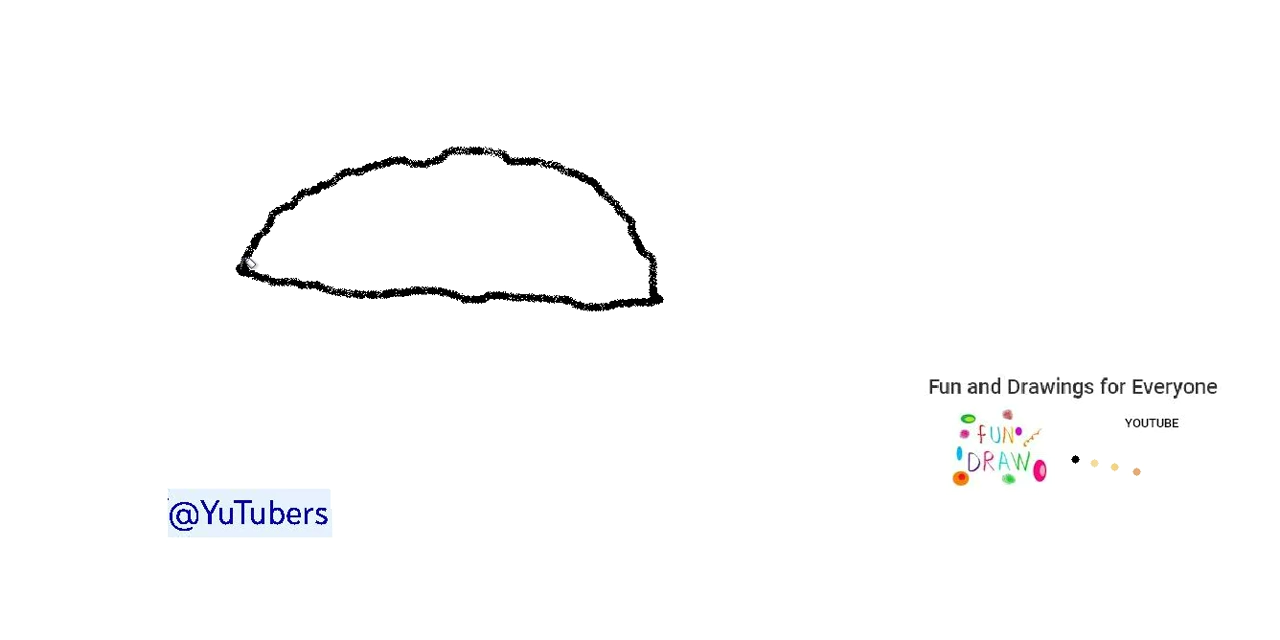 Fun and Drawings for Everyone
YOUTUBE
FUN
DRAW
@YuTubers